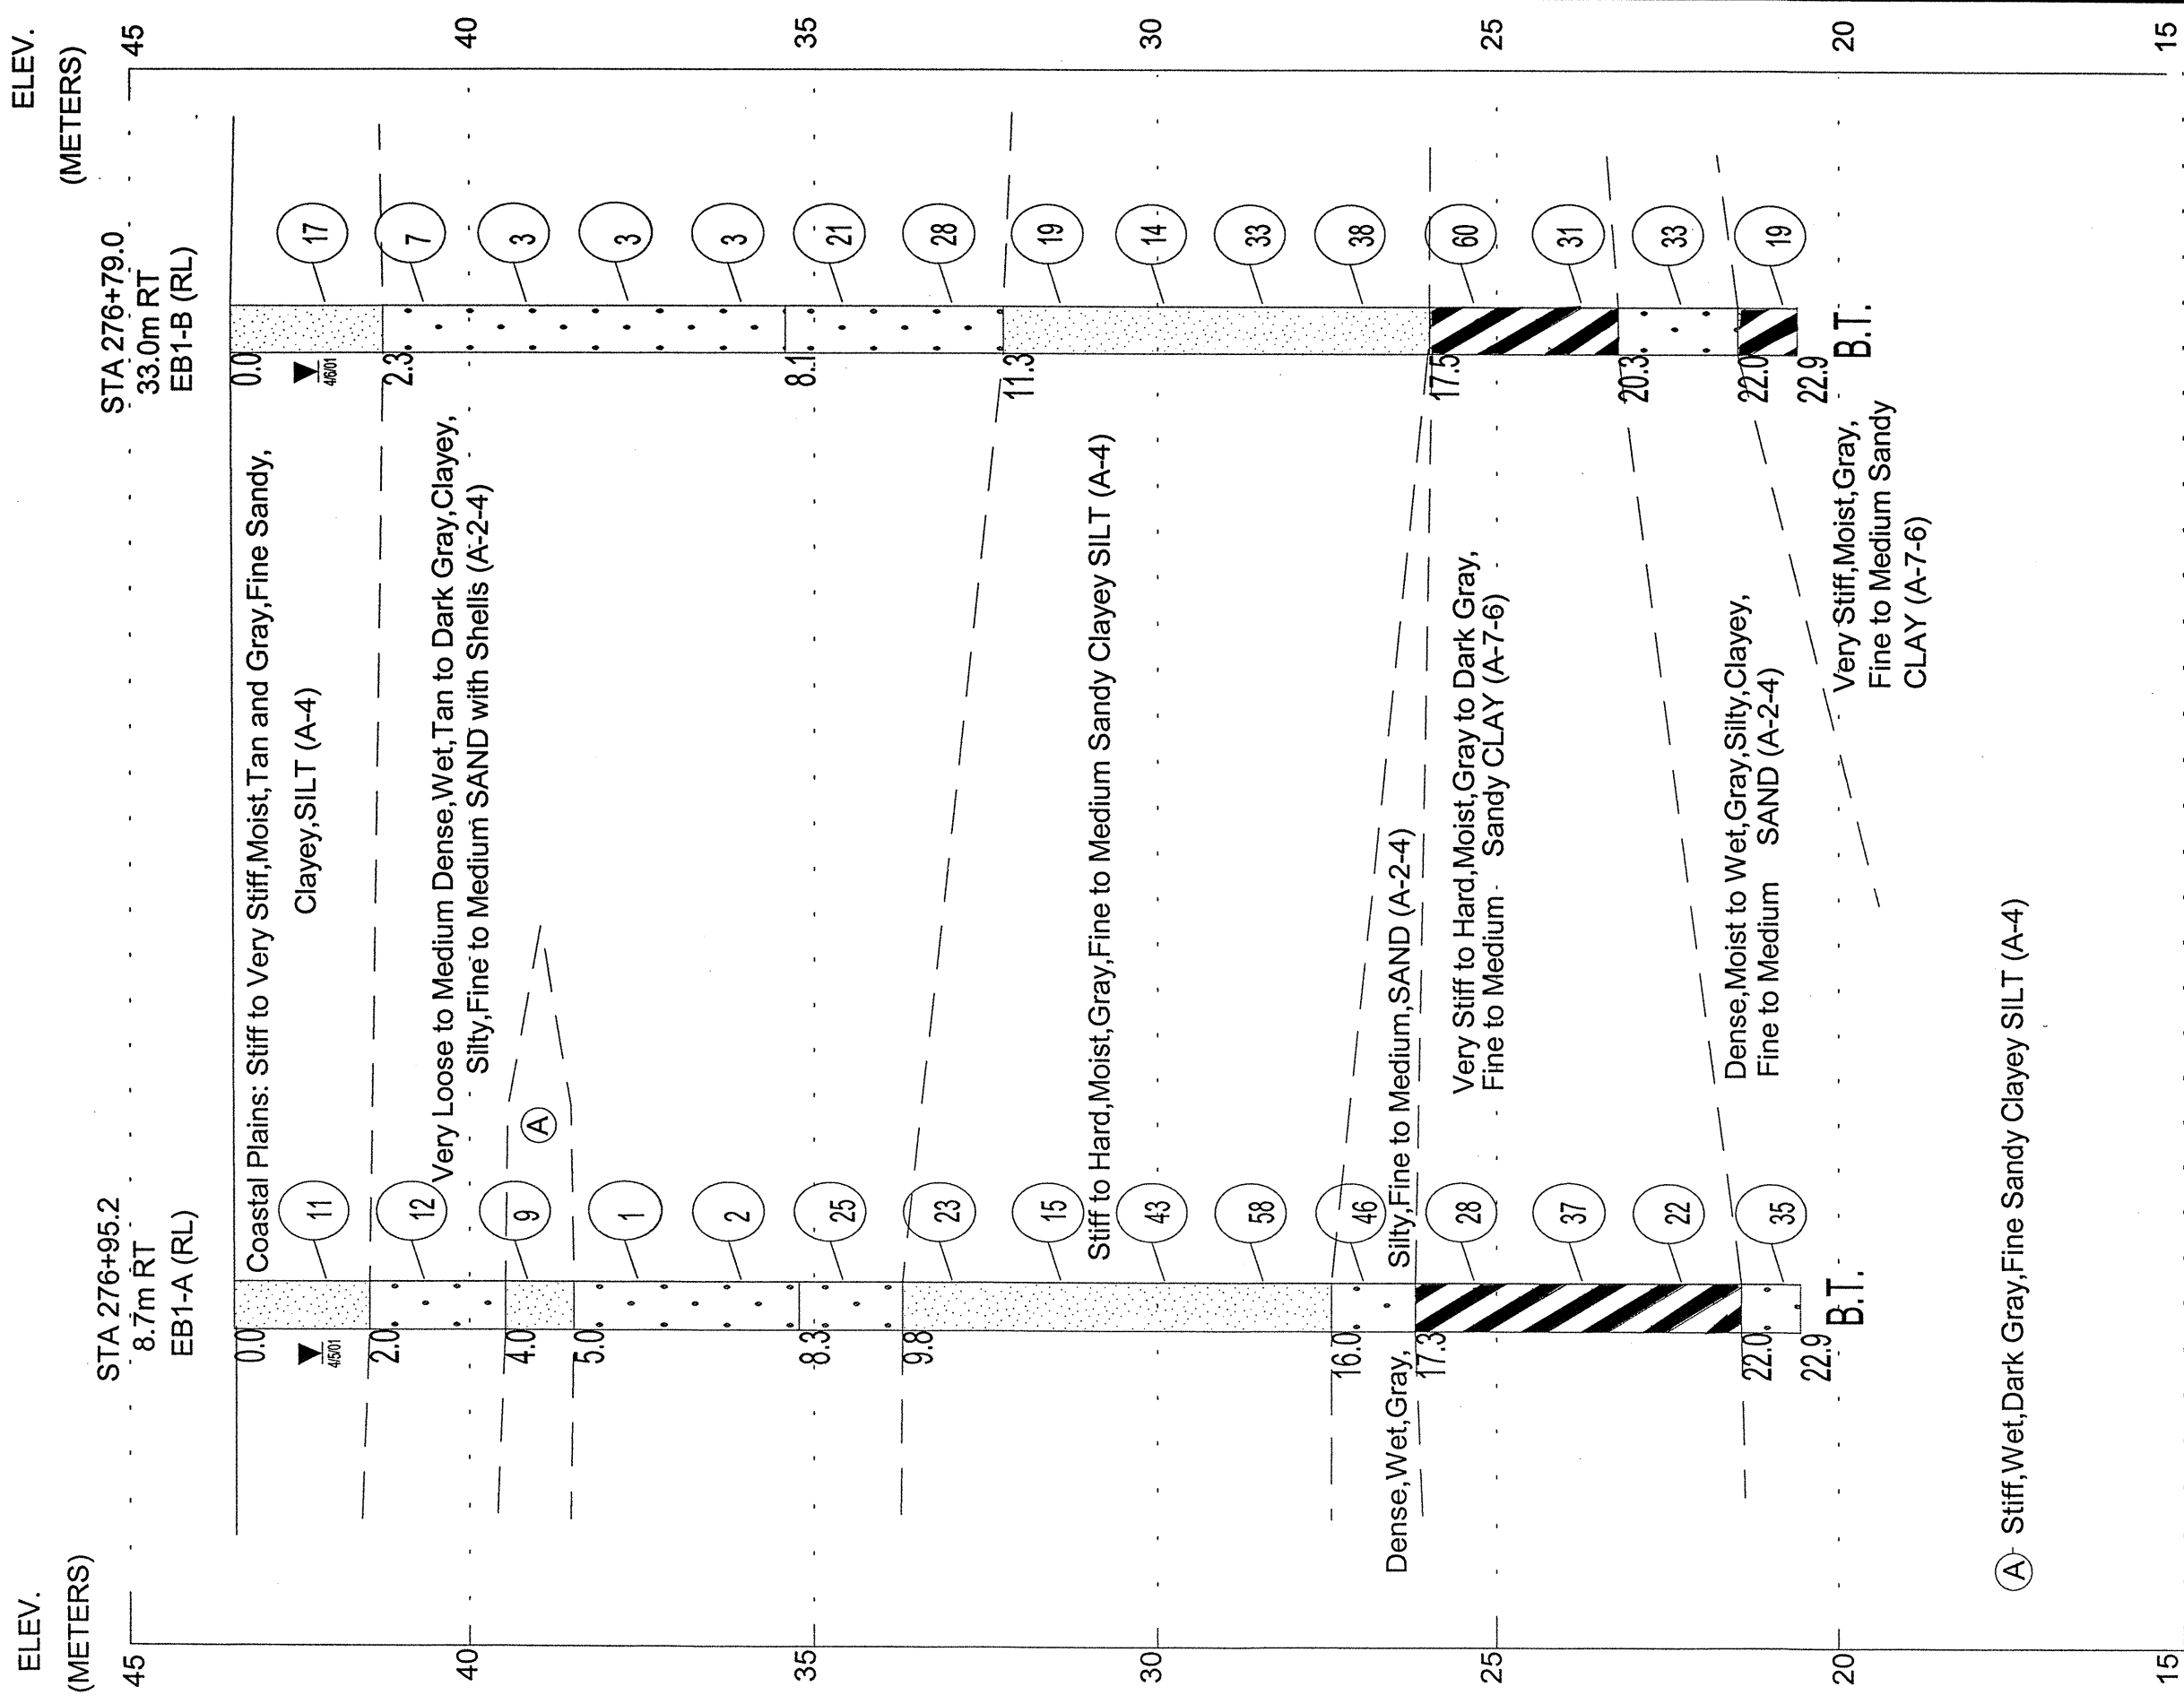 ELEV.
(METERS)
STA 276+95.2
8.7m RT
EB1-A (RL)
STA 276+79.0
33.0m RT
EB1-B (RL)
ELEV.
(METERS)
45
45
0.0
Coastal Plains: Stiff to Very Stiff,Moist,Tan and Gray,Fine Sandy,
0.0
4/5/01
11
Clayey,SILT (A-4)
4/6/01
17
2.0
12
2.3
7
Very Loose to Medium Dense,Wet,Tan to Dark Gray,Clayey,
Silty,Fine to Medium SAND with Shells (A-2-4)
40
40
4.0
9
A
3
5.0
1
3
2
3
8.3
25
8.1
21
35
35
9.8
23
28
15
11.3
19
Stiff to Hard,Moist,Gray,Fine to Medium Sandy Clayey SILT (A-4)
30
43
14
30
58
33
16.0
46
38
Dense,Wet,Gray,
Silty,Fine to Medium,SAND (A-2-4)
17.3
28
17.5
60
Very Stiff to Hard,Moist,Gray to Dark Gray,
Fine to Medium Sandy CLAY (A-7-6)
25
25
37
31
22
20.3
33
Dense,Moist to Wet,Gray,Silty,Clayey,
Fine to Medium SAND (A-2-4)
22.0
35
22.0
19
22.9
22.9
B.T.
B.T.
20
20
Very Stiff,Moist,Gray,
Fine to Medium Sandy
CLAY (A-7-6)
A - Stiff,Wet,Dark Gray,Fine Sandy Clayey SILT (A-4)
15
15